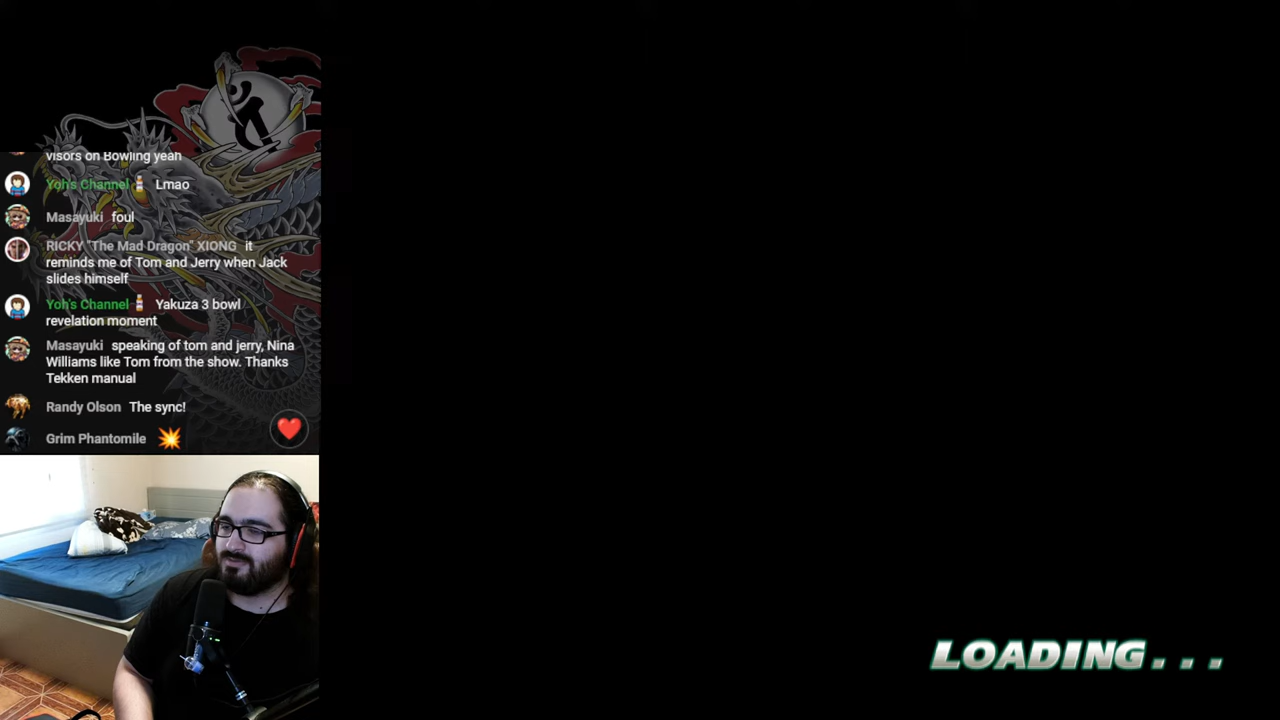 visors on Bowling yeah
Yoh's Channel Lmao
Masayuki foul
RICKY "The Mad Dragon" XIONG it
reminds me of Tom and Jerry when Jack
slides himself
Yoh's Channel Yakuza 3 bowl
revelation moment
Masayuki speaking of tom and jerry, Nina
Williams like Tom from the show. Thanks
Tekken manual
Randy Olson The sync!
Grim Phantomile
LOADING...